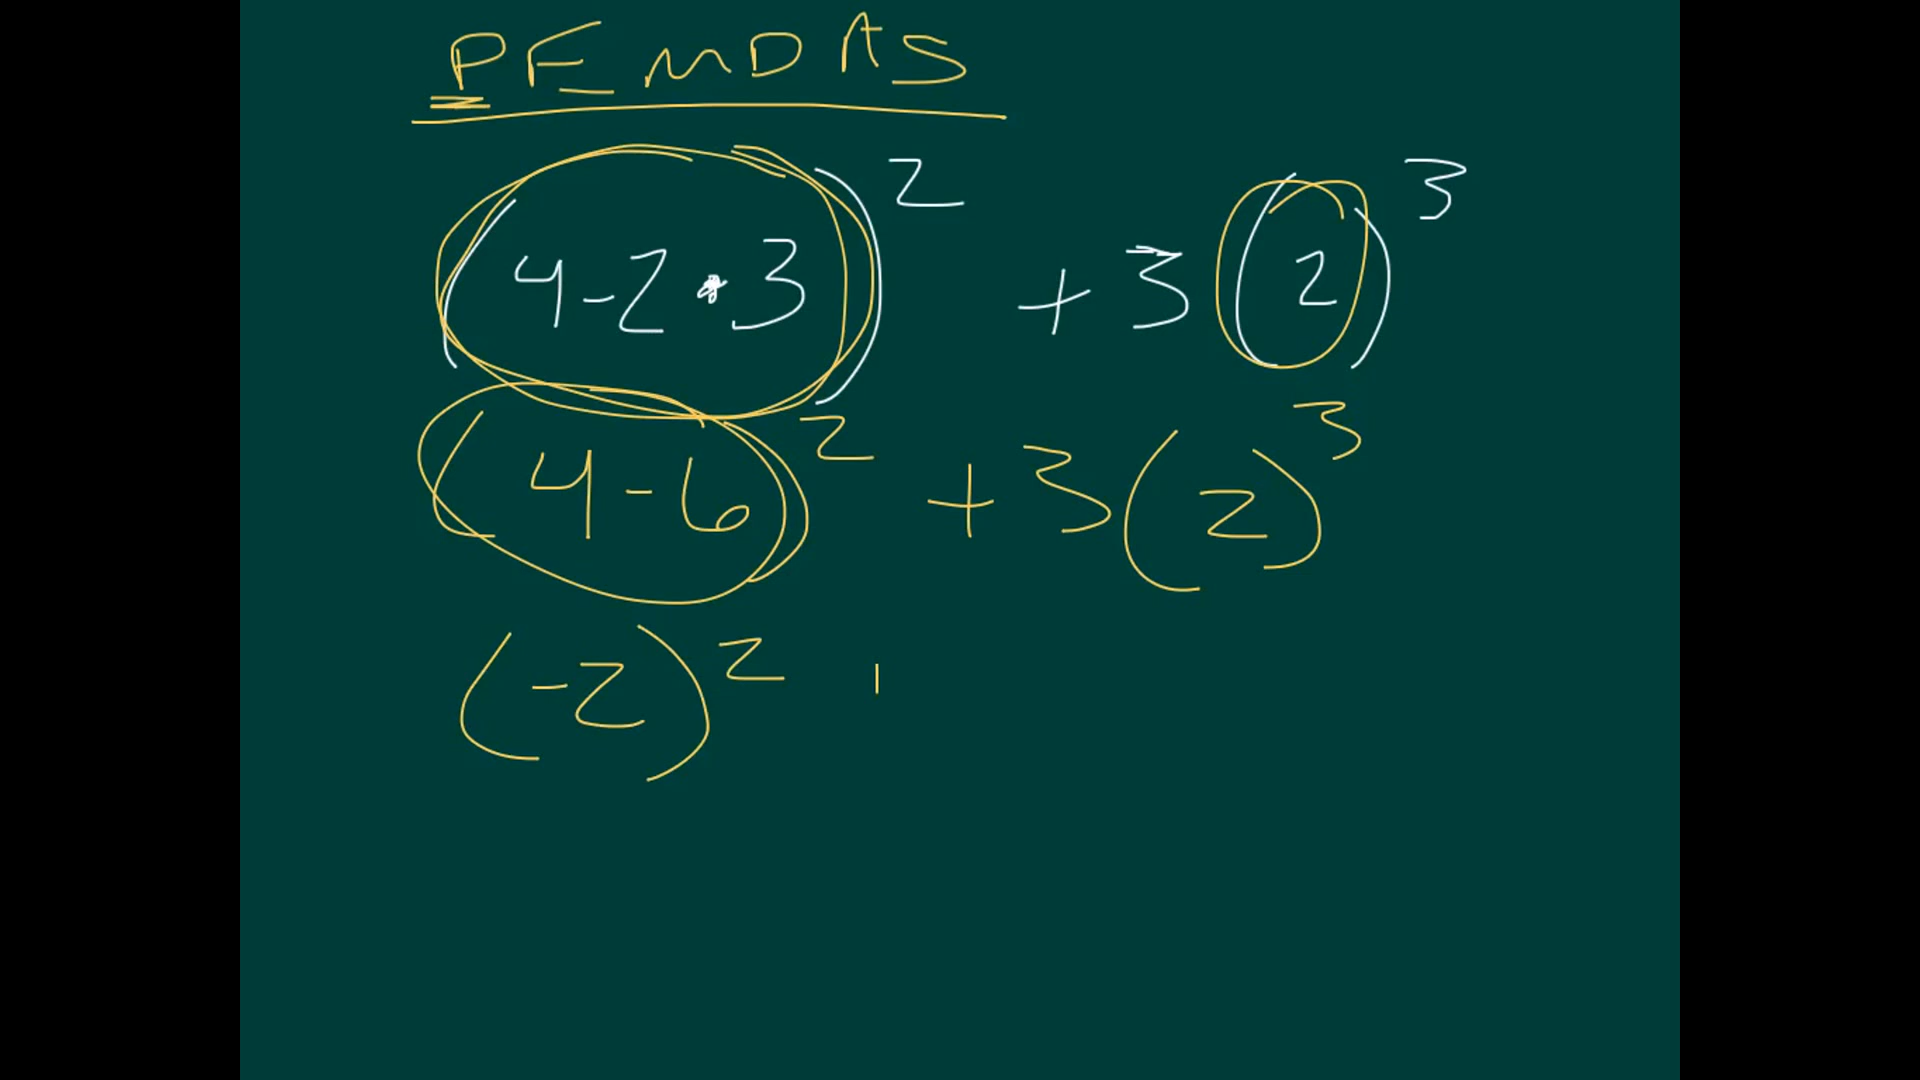 PEMDAS
(4-2•3)² + 3(2)³
(4-6)² + 3(2)³
(-2)²